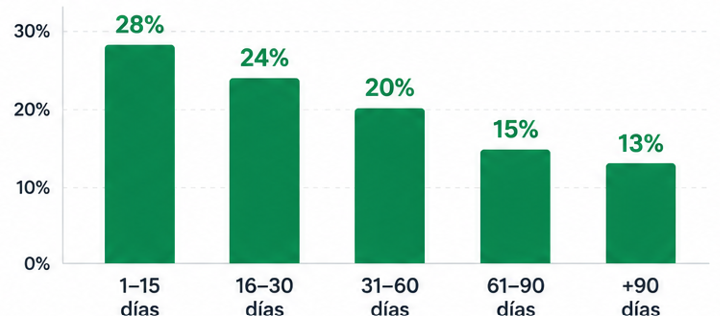 30%
28%
24%
20%
20%
15%
13%
10%
0%
1–15
días
16–30
días
31–60
días
61–90
días
+90
días